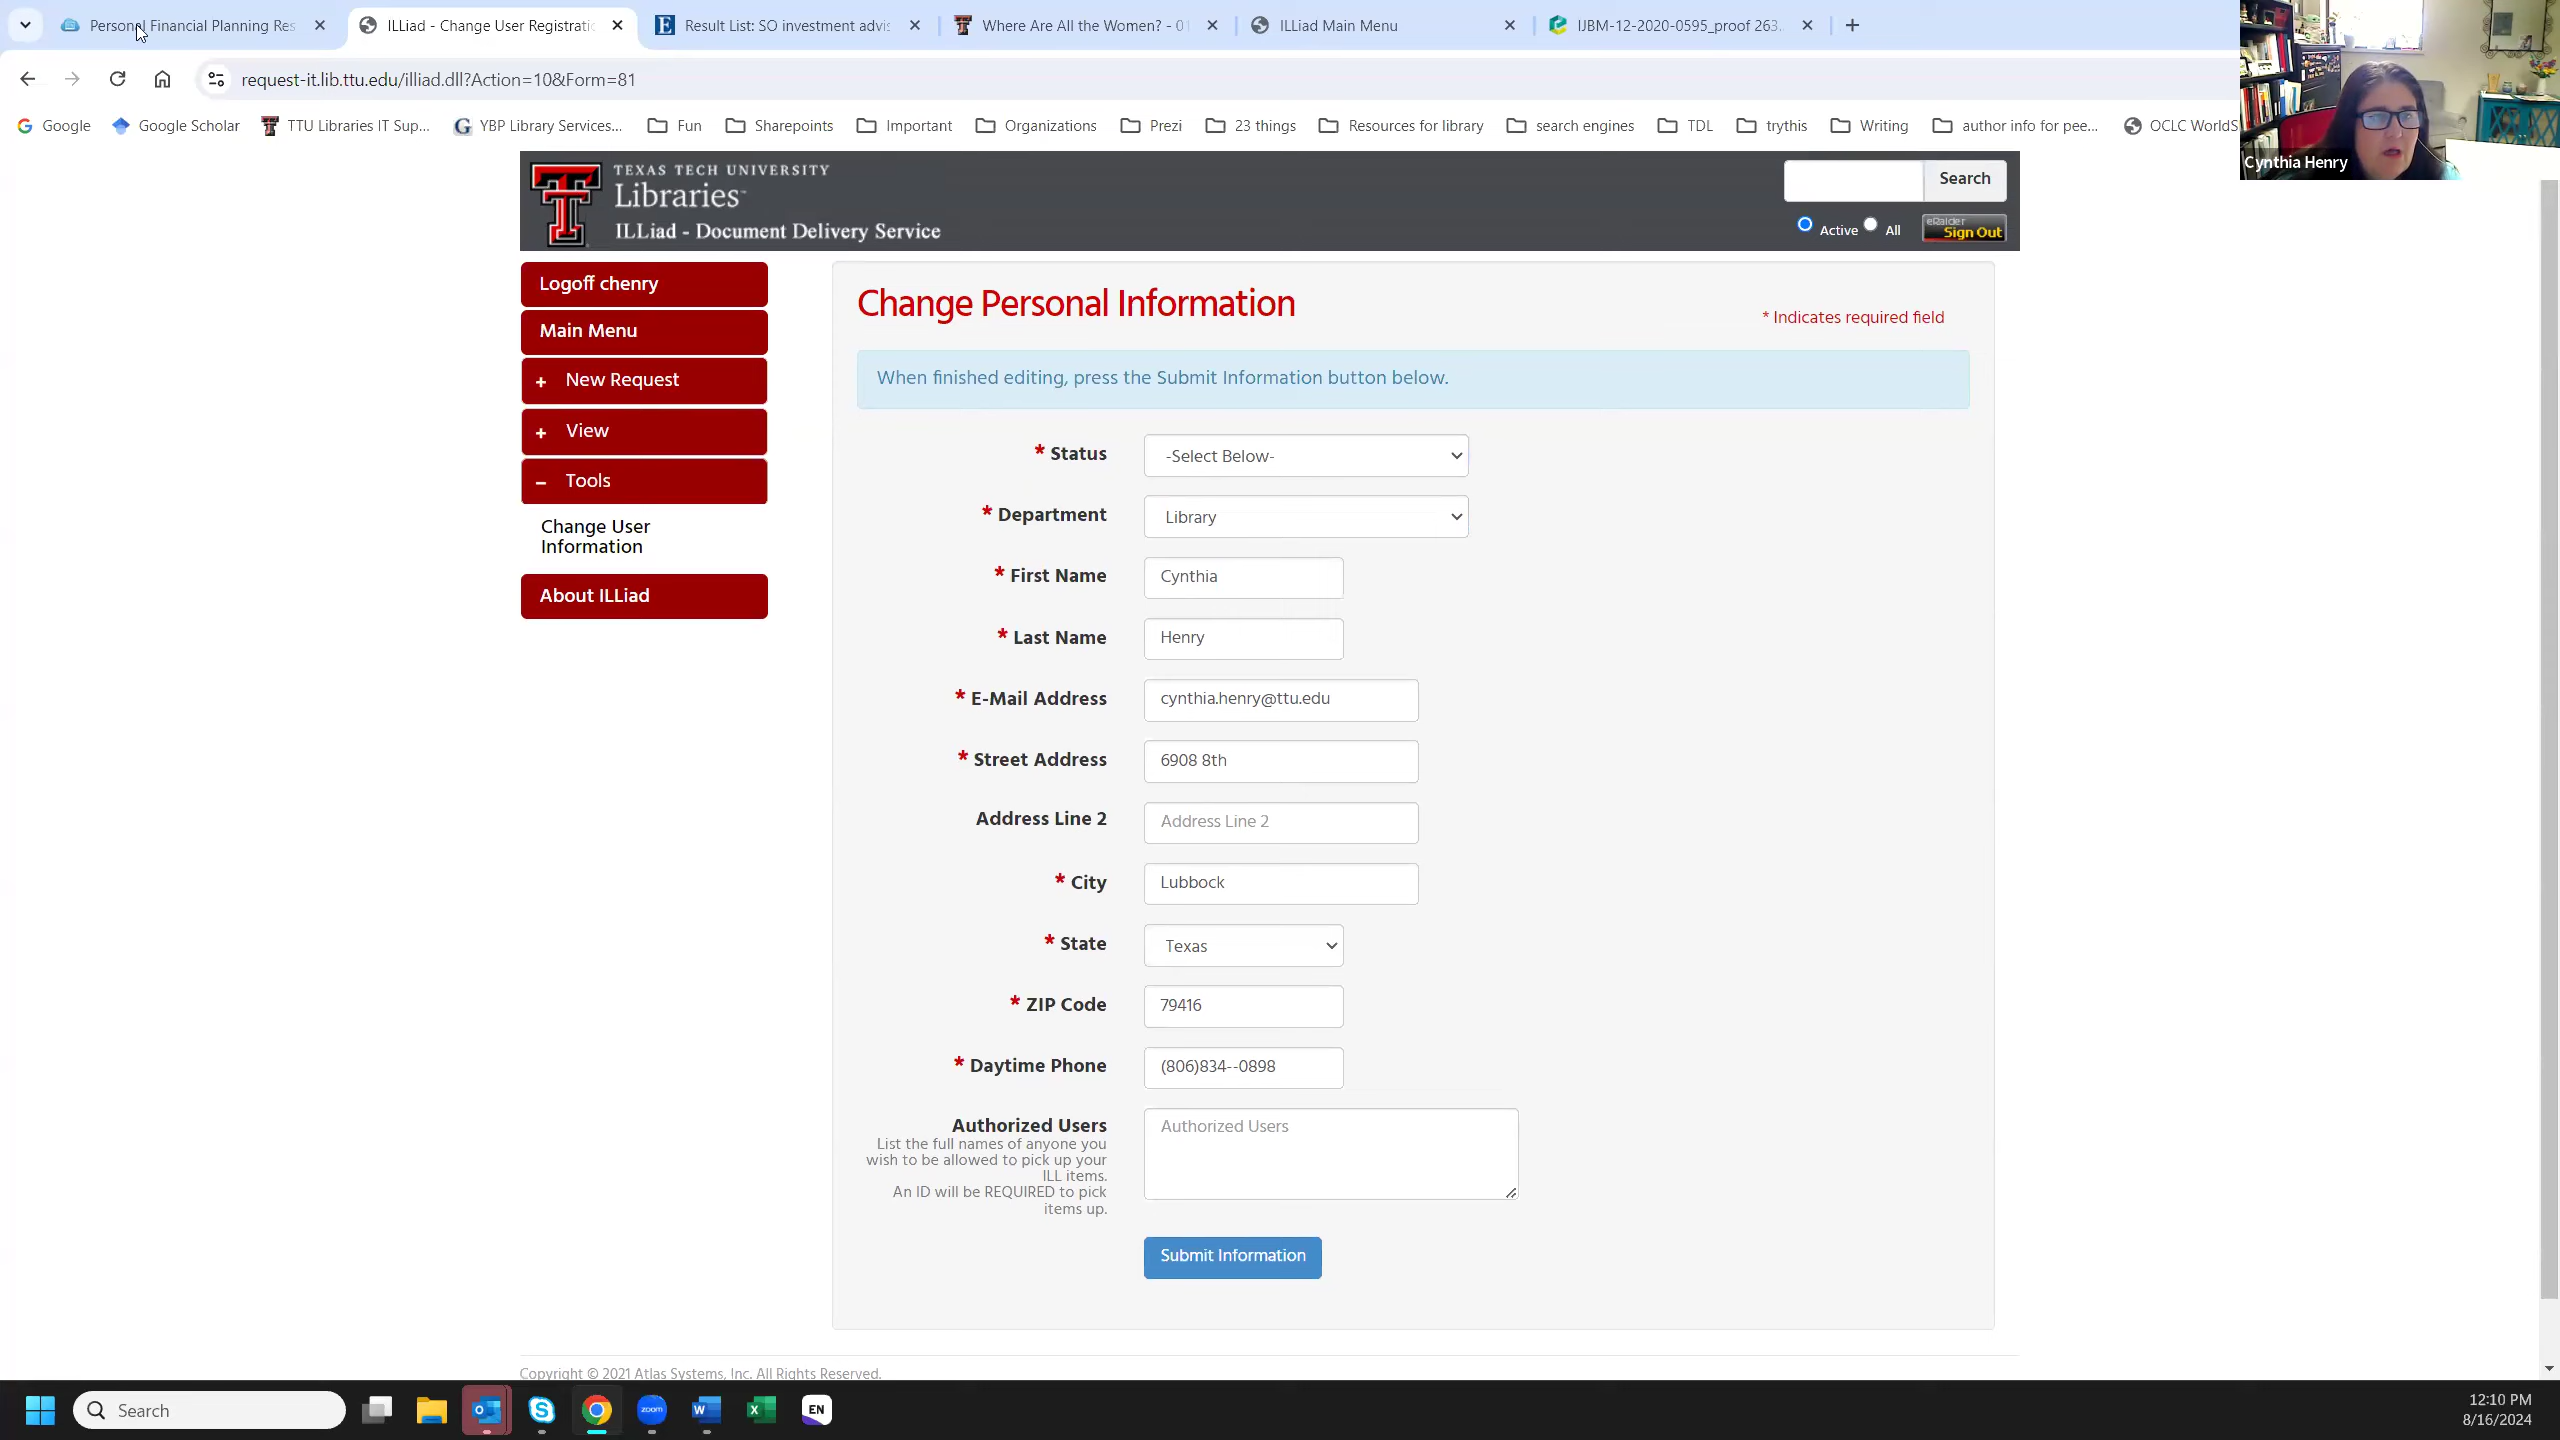 Personal Financial Planning Res
ILLiad - Change User Registratic
Result List: SO investment advis
Where Are All the Women? - 01
ILLiad Main Menu
IJBM-12-2020-0595_proof 263.
request-it.lib.ttu.edu/illiad.dll?Action=10&Form=81
Google
Google Scholar
TTU Libraries IT Sup...
YBP Library Services...
Fun
Sharepoints
Important
Organizations
Prezi
23 things
Resources for library
search engines
TDL
trythis
Writing
author info for pee...
OCLC WorldS
Cynthia Henry
TEXAS TECH UNIVERSITY
Libraries™
ILLiad - Document Delivery Service
Search
Active
All
eRaider
Sign Out
Logoff chenry
Main Menu
+ New Request
+ View
– Tools
Change User
Information
About ILLiad
Change Personal Information
* Indicates required field
When finished editing, press the Submit Information button below.
* Status -Select Below-
* Department Library
* First Name Cynthia
* Last Name Henry
* E-Mail Address cynthia.henry@ttu.edu
* Street Address 6908 8th
Address Line 2 Address Line 2
* City Lubbock
* State Texas
* ZIP Code 79416
* Daytime Phone (806)834--0898
Authorized Users Authorized Users
List the full names of anyone you
wish to be allowed to pick up your
ILL items.
An ID will be REQUIRED to pick
items up.
Submit Information
Copyright © 2021 Atlas Systems, Inc. All Rights Reserved.
Search
zoom
EN
12:10 PM
8/16/2024